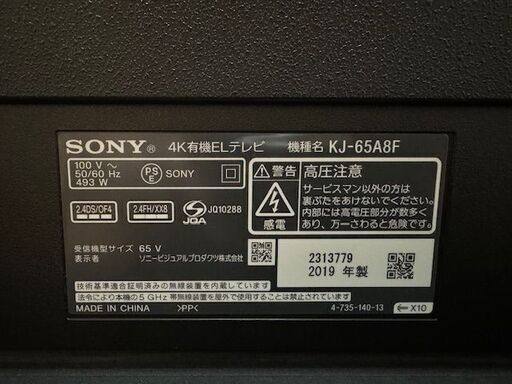 SONY® 4K有機ELテレビ 機種名 KJ-65A8F
100 V～
50/60 Hz
493 W
PS
E
SONY
2.4DS/OF4
2.4FH/XX8
JQA
JQ10288
受信機型サイズ 65 V
表示者 ソニービジュアルプロダクツ株式会社
警告 高圧注意
感電
サービスマン以外の方は
裏ぶたをあけないでください。
内部には高電圧部分が数多く
あり、万一さわると危険です。
2313779
2019 年製
技術基準適合証明済みの無線装置を内蔵しています
法令により本機の5 GHz 帯無線装置を屋外で使用することは禁止されています。
MADE IN CHINA >PP< 4-735-140-13 X10